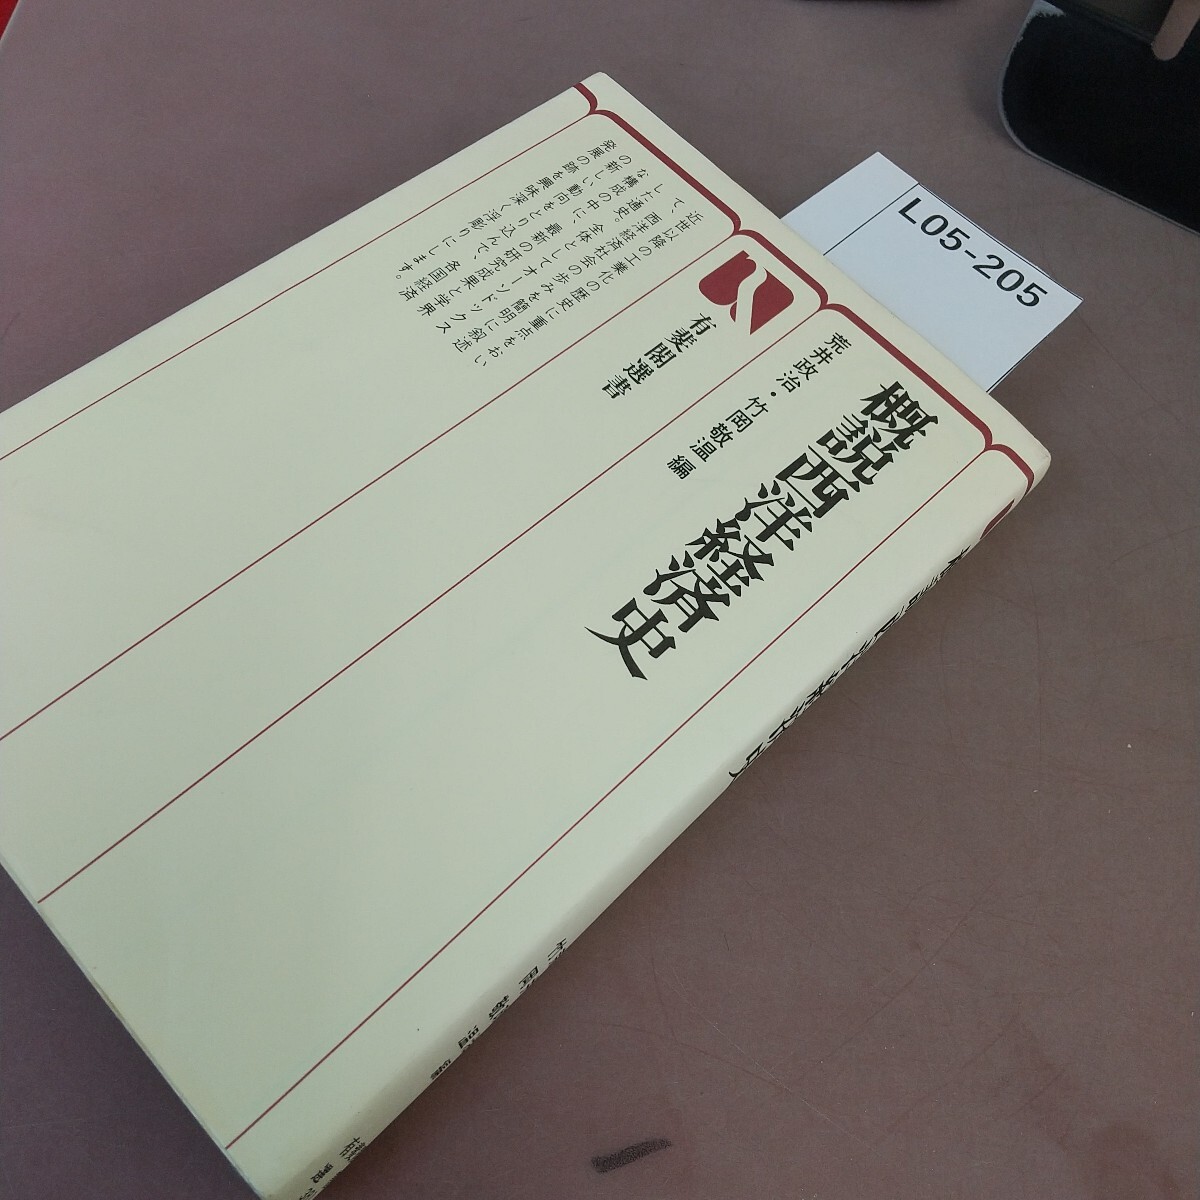 概説西洋経済史
荒井政治・竹岡敬温 編
有斐閣選書
近世以降の工業化の歴史に重点をおい
て、西洋経済社会の歩みを簡明に叙述
した通史。全体としてオーソドックス
な構成の中に、最新の研究成果と学界
の新しい動向をとり込んで、各国経済
発展の跡を興味深く浮彫りにします。
L05-205